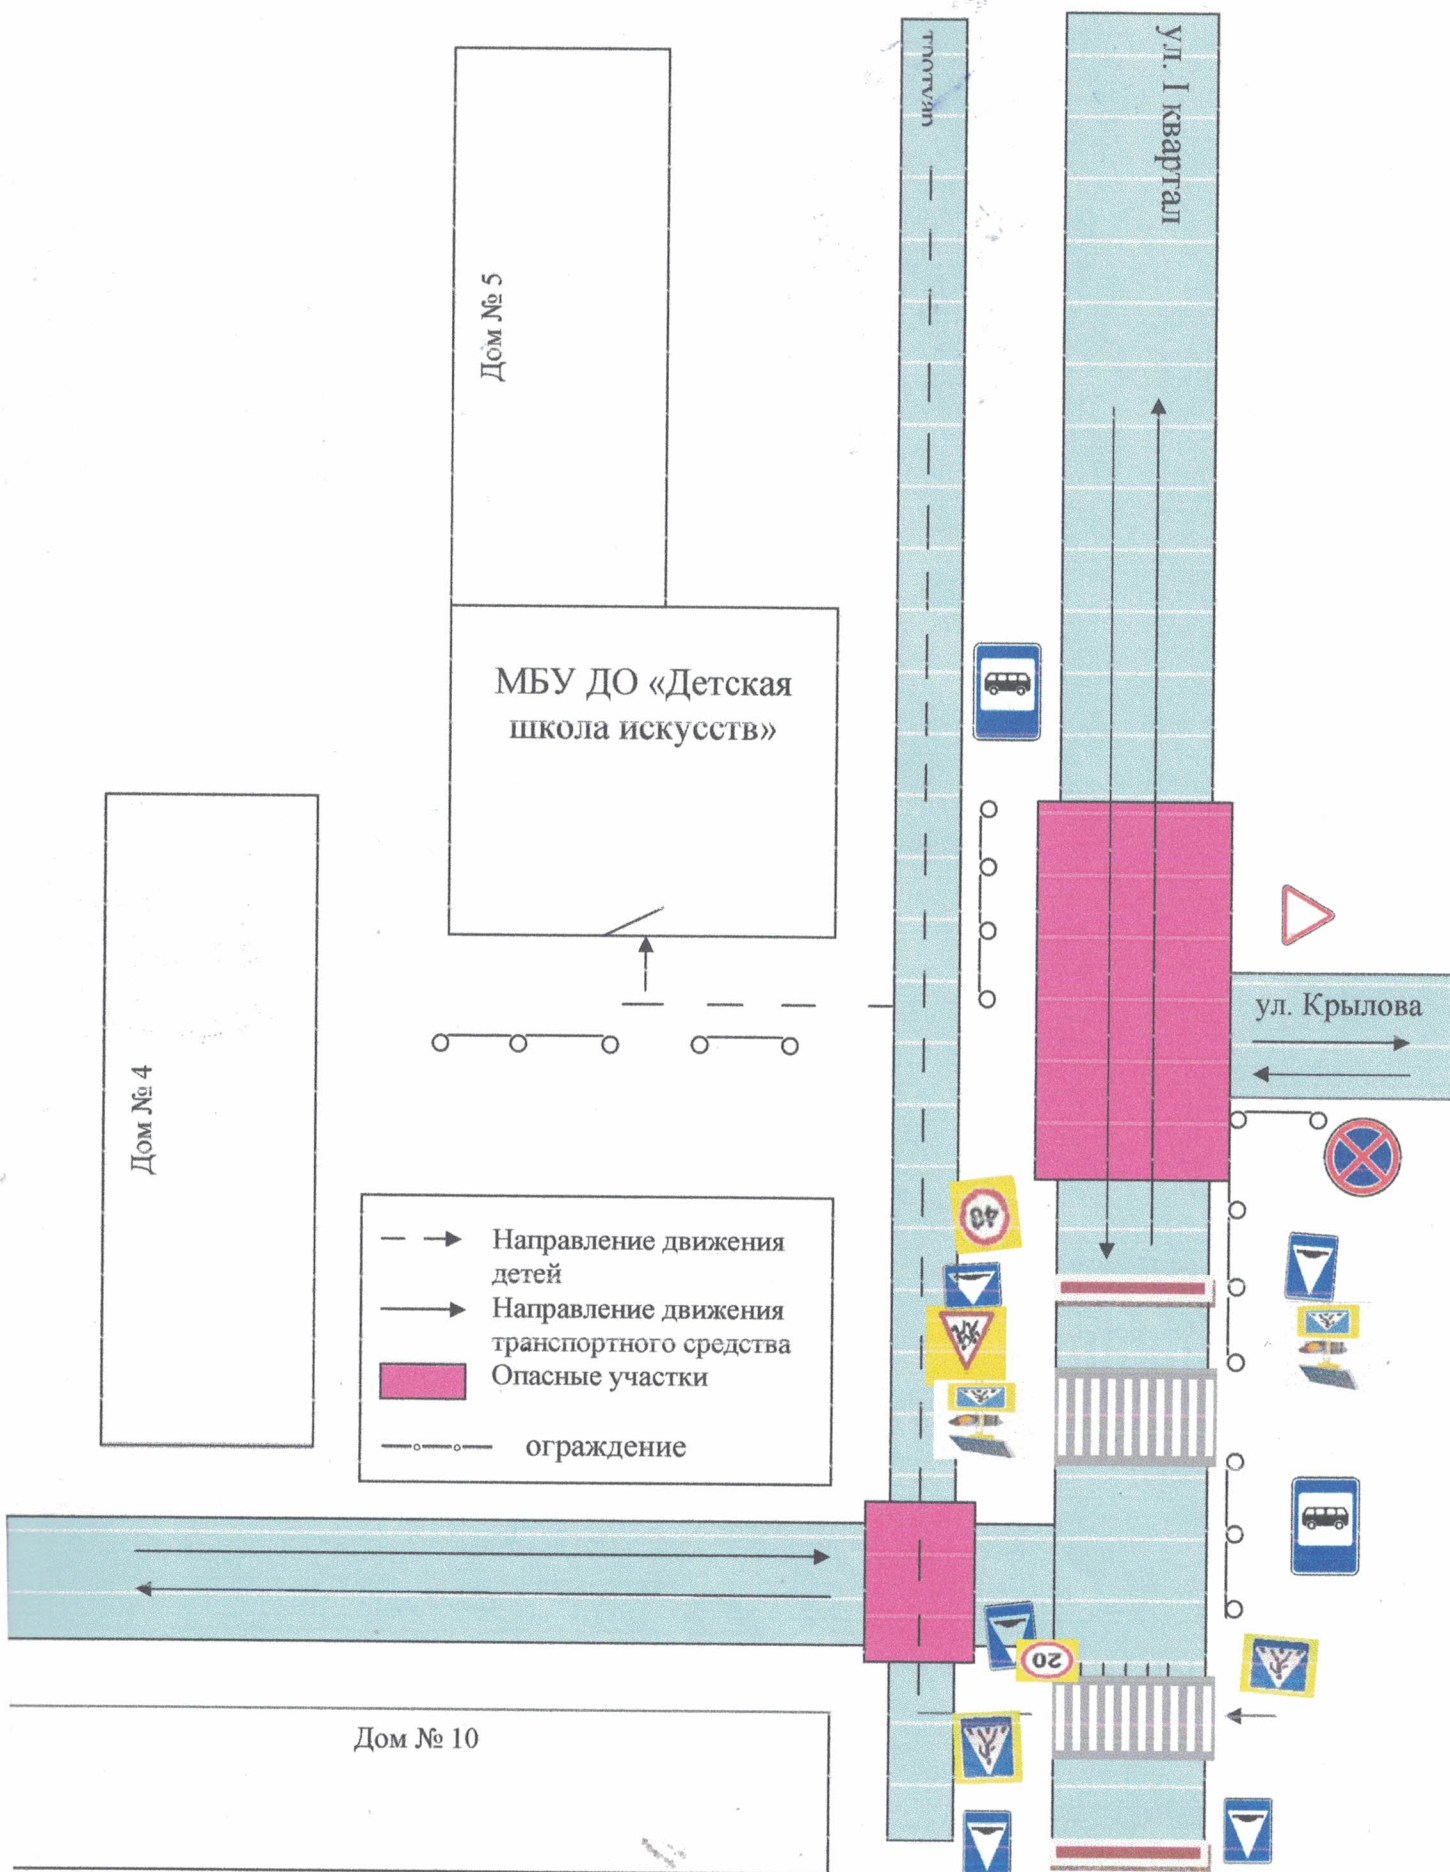 тротуар
ул. I квартал
Дом № 5
МБУ ДО «Детская
школа искусств»
ул. Крылова
Дом № 4
40
Направление движения
детей
Направление движения
транспортного средства
Опасные участки
ограждение
20
Дом № 10